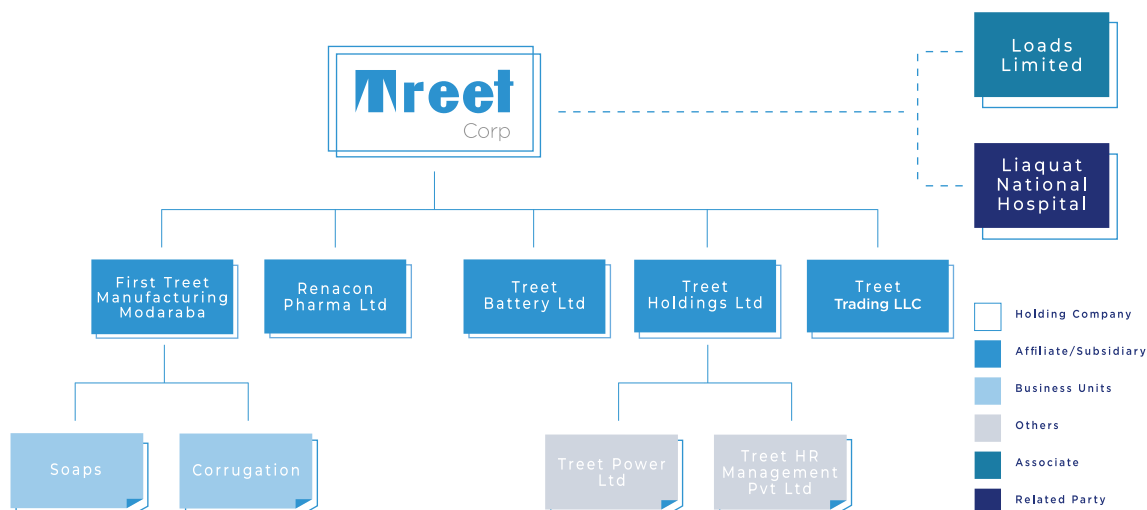 Treet
Corp
Loads
Limited
Liaquat
National
Hospital
First Treet
Manufacturing
Modaraba
Renacon
Pharma Ltd
Treet
Battery Ltd
Treet
Holdings Ltd
Treet
Trading LLC
Soaps
Corrugation
Treet Power
Ltd
Treet HR
Management
Pvt Ltd
Holding Company
Affiliate/Subsidiary
Business Units
Others
Associate
Related Party